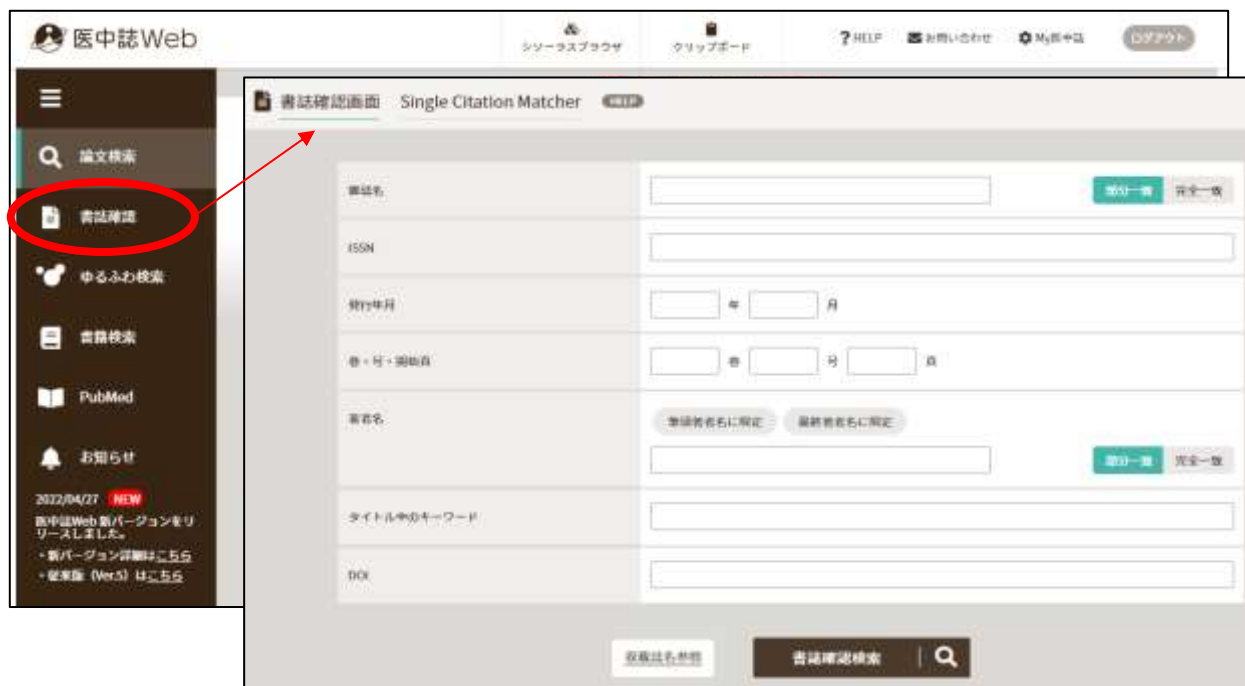 医中誌Web
シソーラスブラウザ
クリップボード
? HELP
お問い合わせ
My医中誌
ログアウト
論文検索
書誌確認
ゆるふわ検索
書籍検索
PubMed
お知らせ
2022/04/27 NEW
医中誌Web 新バージョンをリ
リースしました。
・新バージョン詳細はこちら
・従来版 (Ver.5) はこちら
書誌確認画面 Single Citation Matcher HELP
雑誌名
部分一致 完全一致
ISSN
発行年月
年 月
巻・号・開始頁
巻 号 頁
著者名
筆頭著者名に限定 最終著者名に限定
部分一致 完全一致
タイトル中のキーワード
DOI
収載誌名参照
書誌確認検索